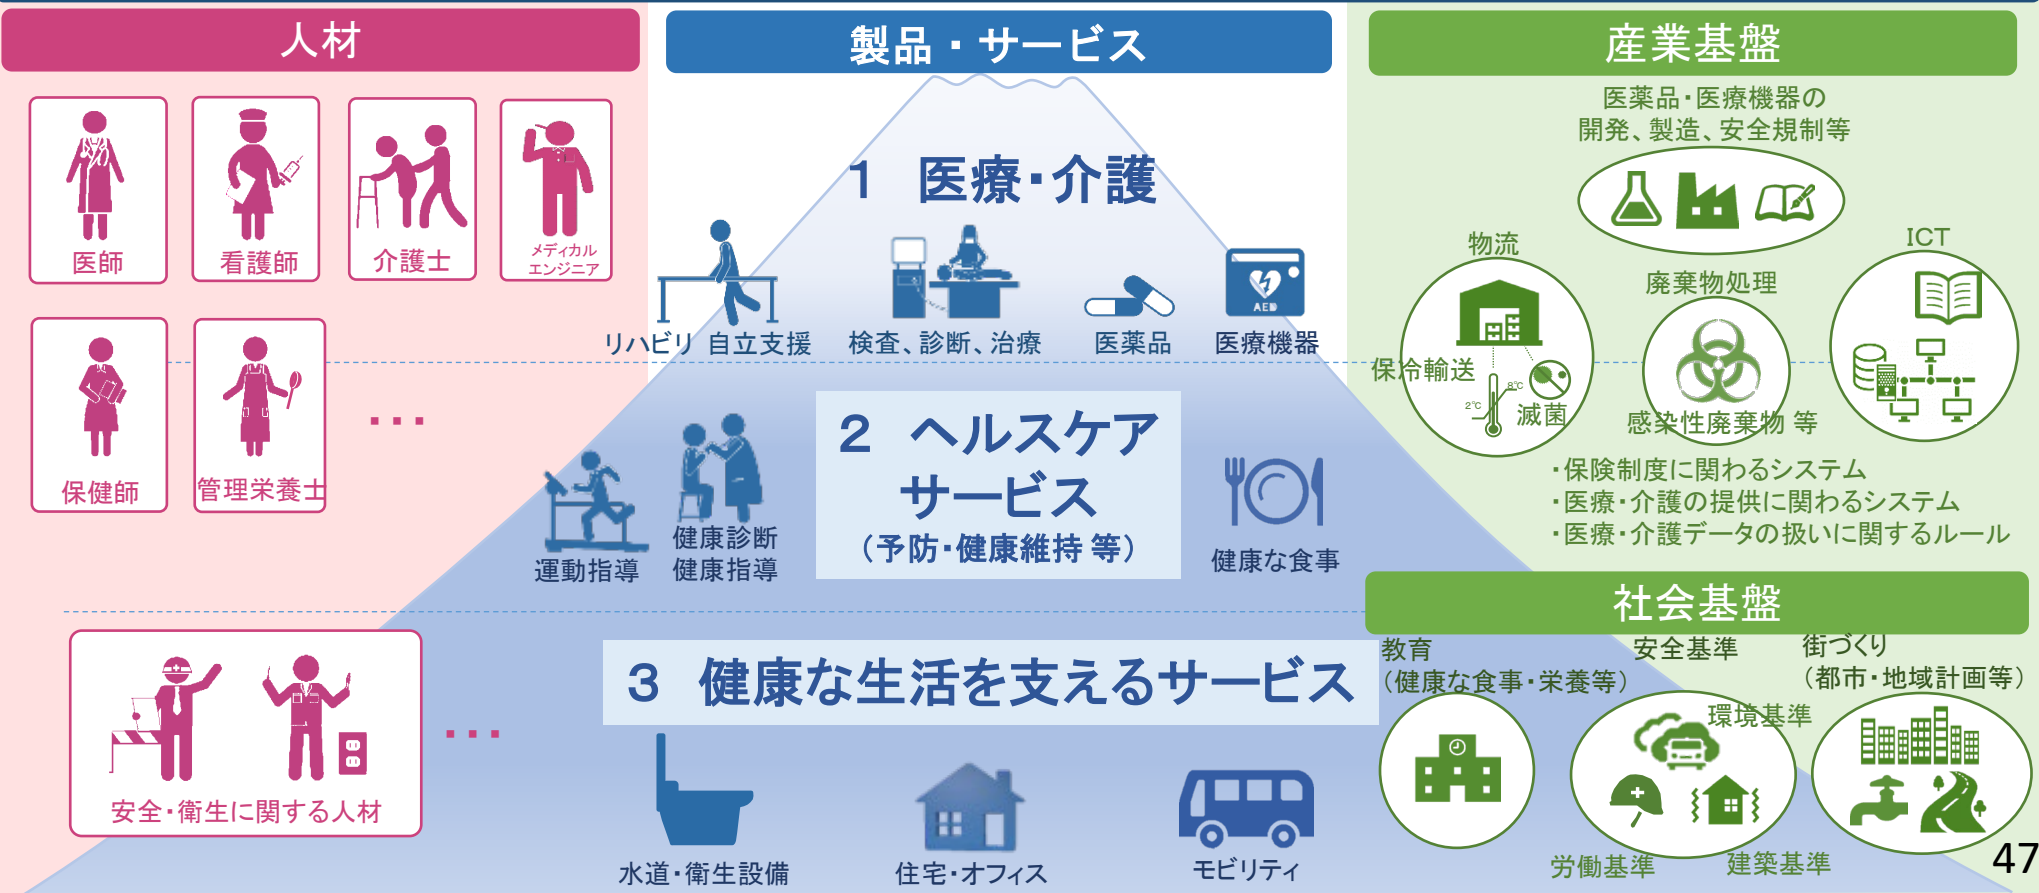 人材
医師
看護師
介護士
メディカル
エンジニア
保健師
管理栄養士
...
安全・衛生に関する人材
...
製品・サービス
1 医療・介護
リハビリ 自立支援
検査、診断、治療
医薬品
AED
医療機器
2 ヘルスケア
サービス
(予防・健康維持 等)
運動指導
健康診断
健康指導
健康な食事
3 健康な生活を支えるサービス
水道・衛生設備
住宅・オフィス
モビリティ
産業基盤
医薬品・医療機器の
開発、製造、安全規制等
物流
保冷輸送
8℃
2℃
滅菌
廃棄物処理
感染性廃棄物 等
ICT
・保険制度に関わるシステム
・医療・介護の提供に関わるシステム
・医療・介護データの扱いに関するルール
社会基盤
教育
(健康な食事・栄養等)
安全基準
環境基準
労働基準
建築基準
街づくり
(都市・地域計画等)
47